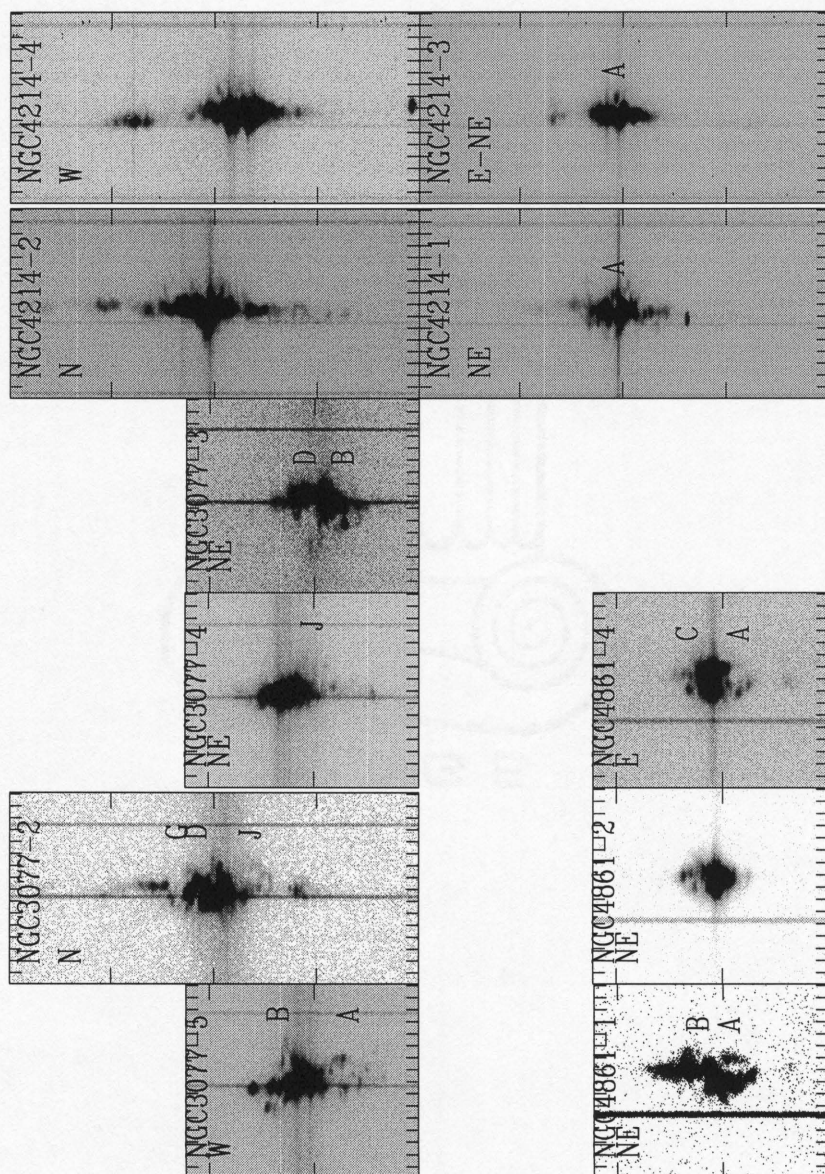 NGC3077-5
W
B
A
NGC3077-2
N
G
D
J
NGC3077-4
NE
J
NGC3077-3
NE
D
B
NGC4214-2
N
NGC4214-4
W
NGC4861-1
NE
B
A
NGC4861-2
NE
NGC4861-4
E
C
A
NGC4214-1
NE
A
NGC4214-3
E-NE
A